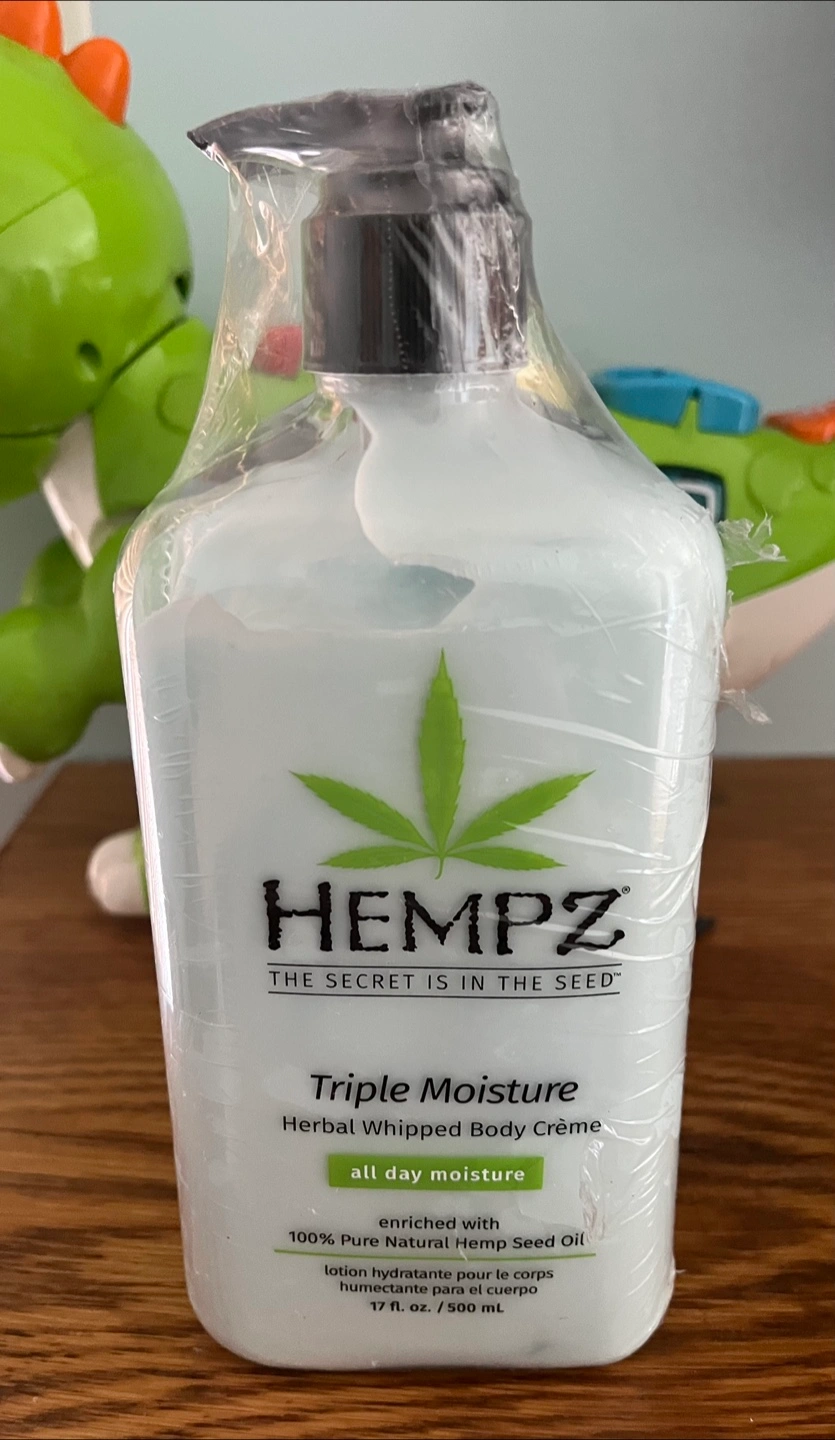 HEMPZ®
THE SECRET IS IN THE SEED™
Triple Moisture
Herbal Whipped Body Crème
all day moisture
enriched with
100% Pure Natural Hemp Seed Oil
lotion hydratante pour le corps
humectante para el cuerpo
17 fl. oz. / 500 mL